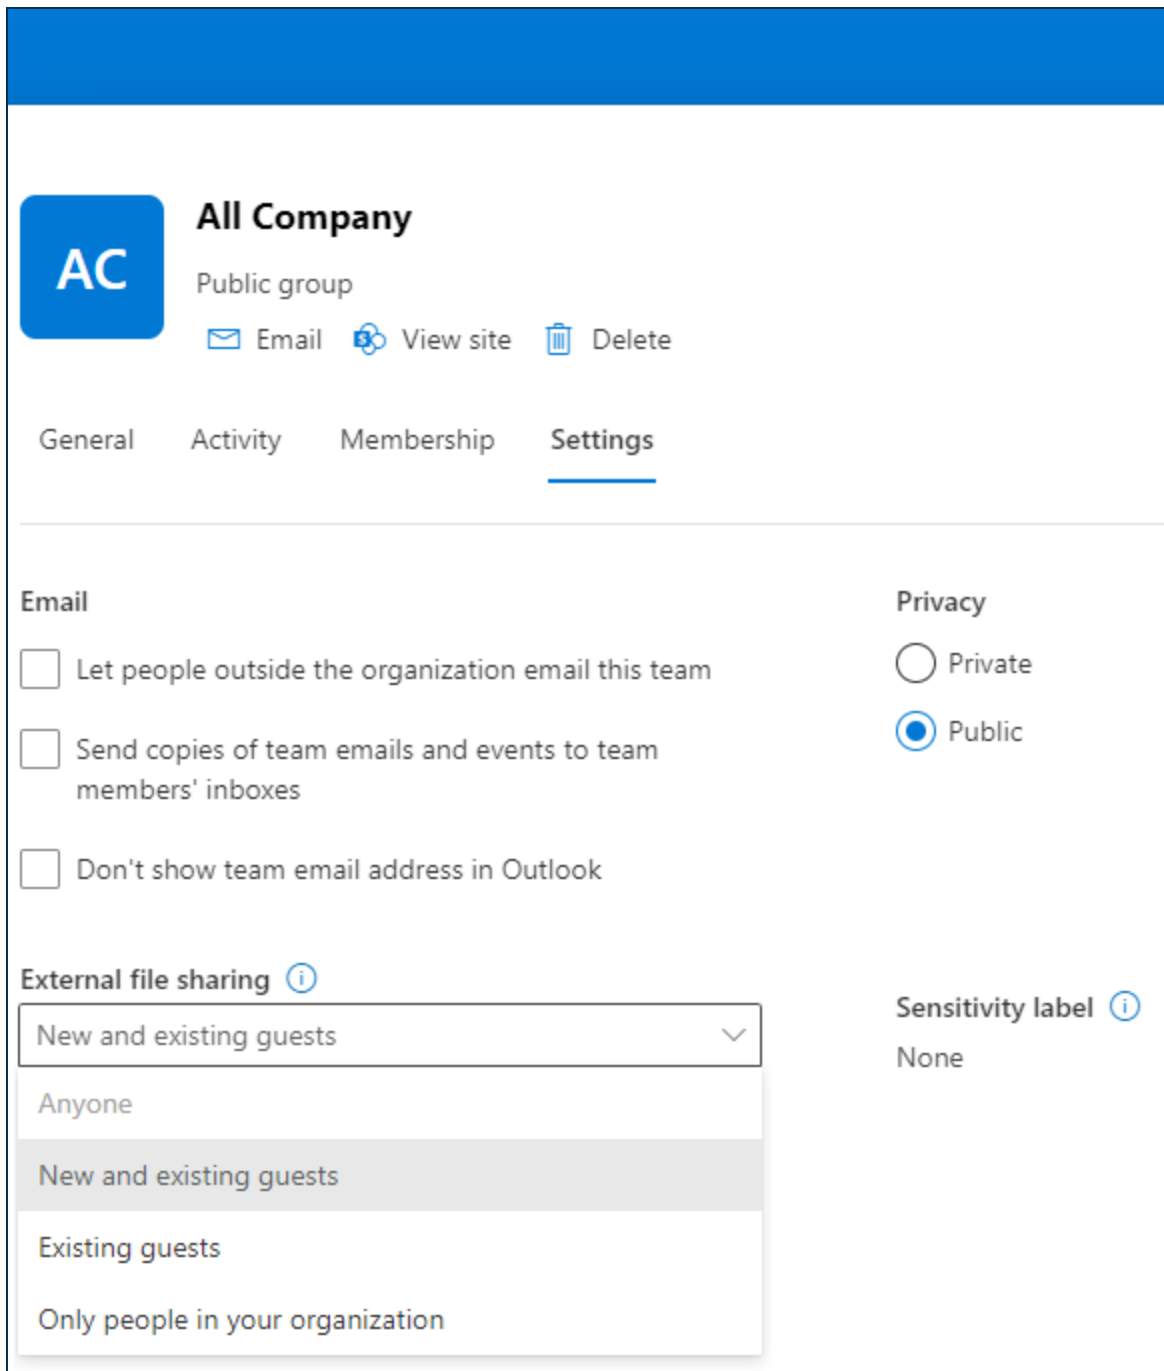 AC
All Company
Public group
Email View site Delete
General Activity Membership Settings
Email
Let people outside the organization email this team
Send copies of team emails and events to team
members' inboxes
Don't show team email address in Outlook
Privacy
Private
Public
External file sharing
New and existing guests
Anyone
New and existing guests
Existing guests
Only people in your organization
Sensitivity label
None